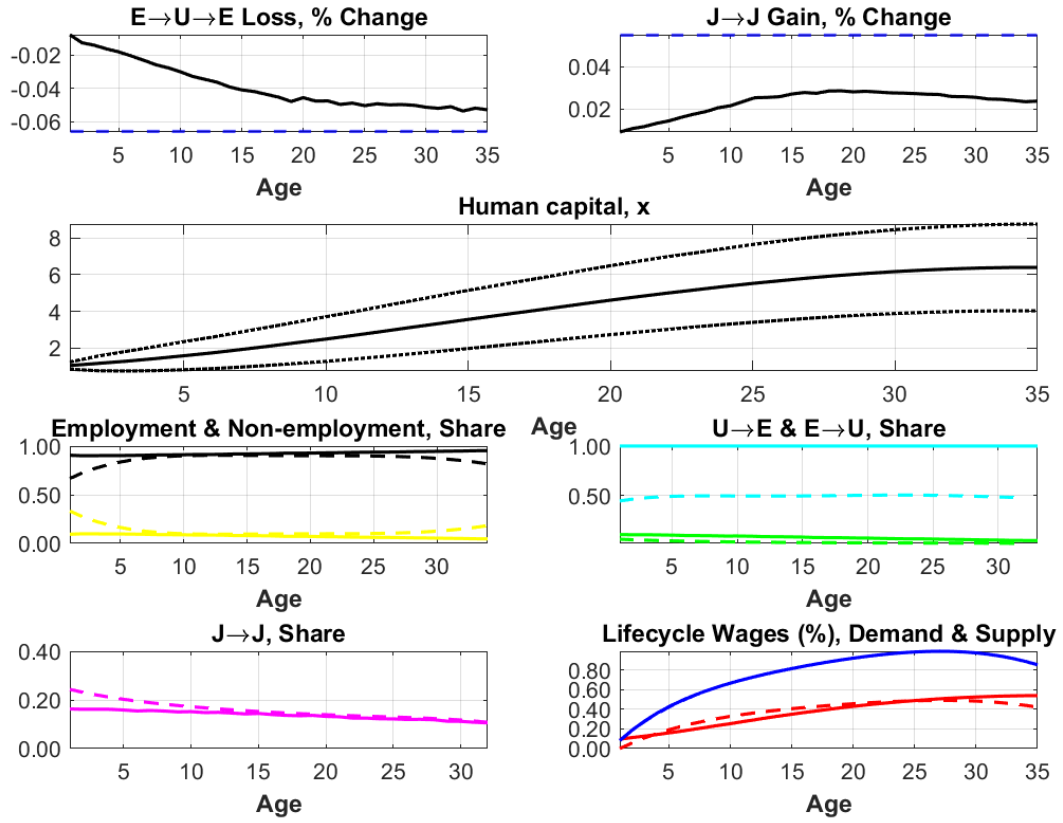 E→U→E Loss, % Change
J→J Gain, % Change
-0.02
-0.04
-0.06
0.04
0.02
5 10 15 20 25 30 35
5 10 15 20 25 30 35
Age
Age
Human capital, x
8
6
4
2
5 10 15 20 25 30 35
Age
Employment & Non-employment, Share
U→E & E→U, Share
1.00
0.50
0.00
1.00
0.50
5 10 15 20 25 30
5 10 15 20 25 30
Age
Age
J→J, Share
Lifecycle Wages (%), Demand & Supply
0.40
0.20
0.00
0.80
0.60
0.40
0.20
0.00
5 10 15 20 25 30
5 10 15 20 25 30 35
Age
Age